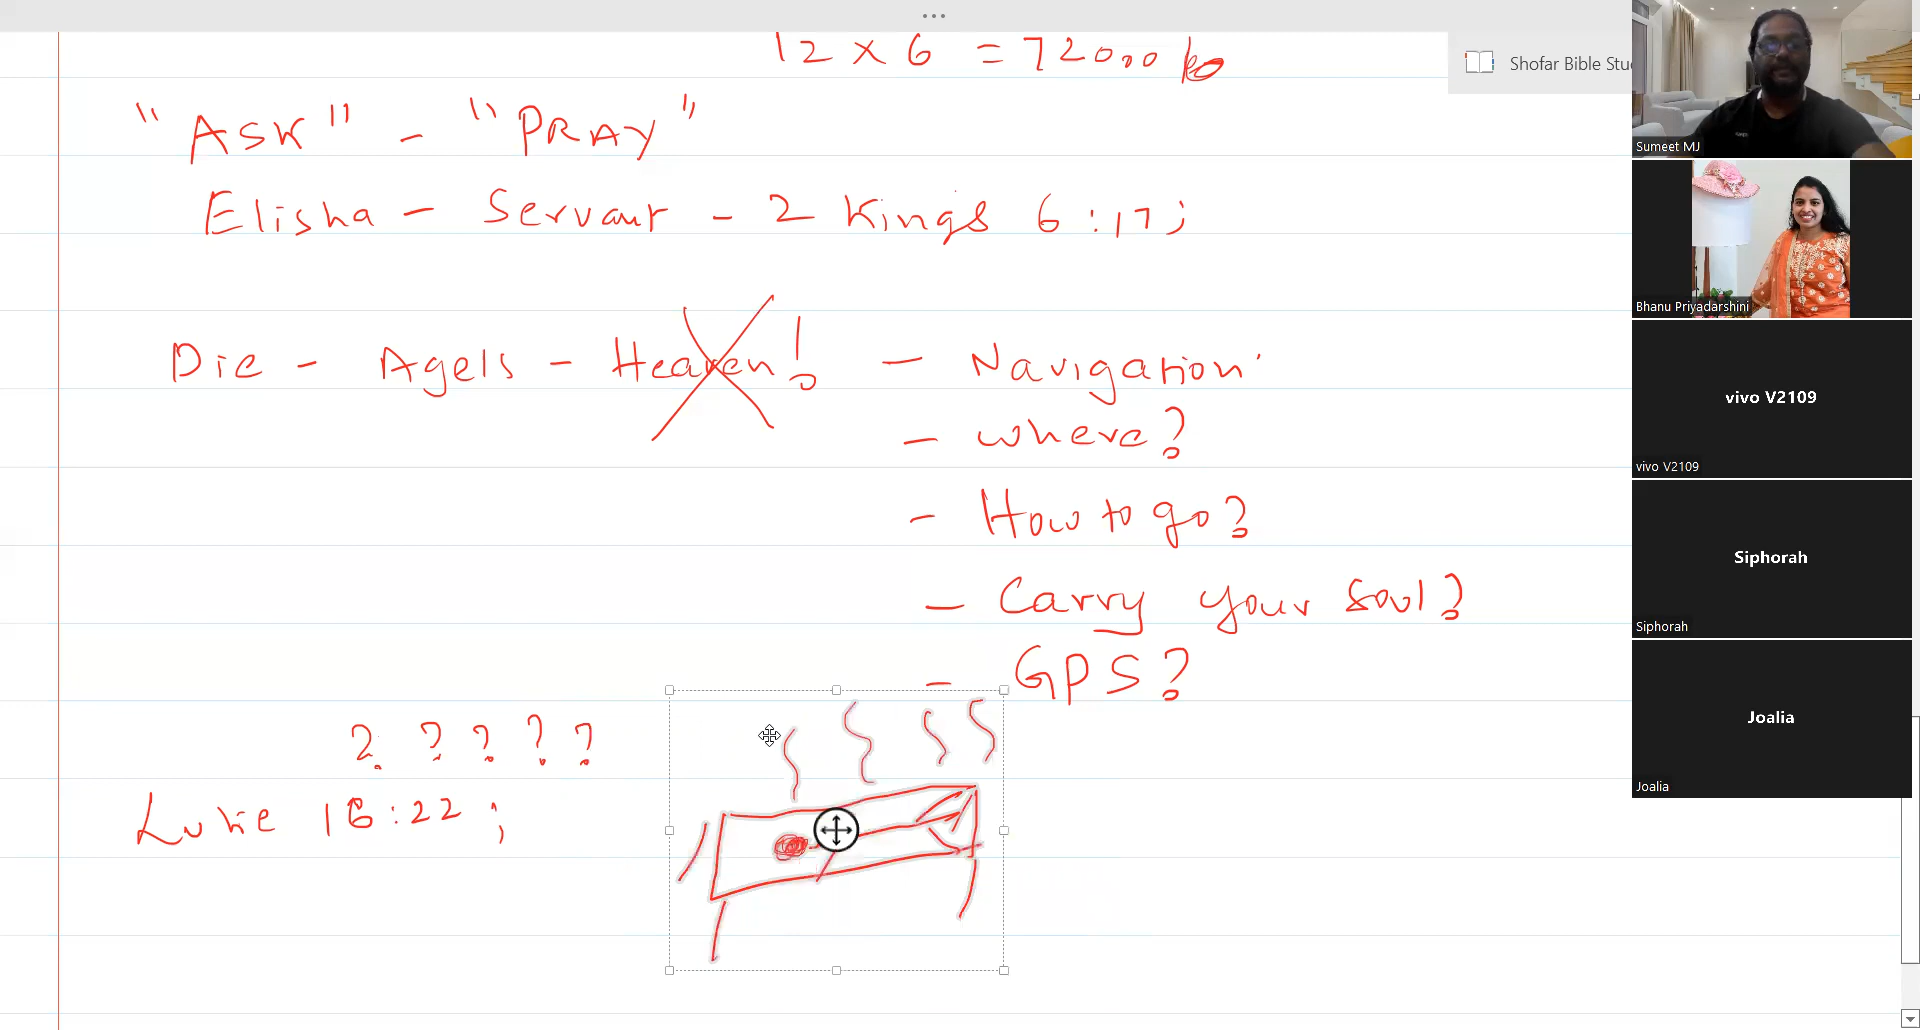 12 x 6 = 72000
Shofar Bible Stu
"ASK" - "PRAY"
Elisha - Servant - 2 Kings 6:17;
Die - Agels - Heaven! - Navigation
- where?
- How to go?
- Carry your soul?
- GPS?
? ? ? ? ?
Luke 16:22;
Sumeet MJ
Bhanu Priyadarshini
vivo V2109
vivo V2109
Siphorah
Siphorah
Joalia
Joalia